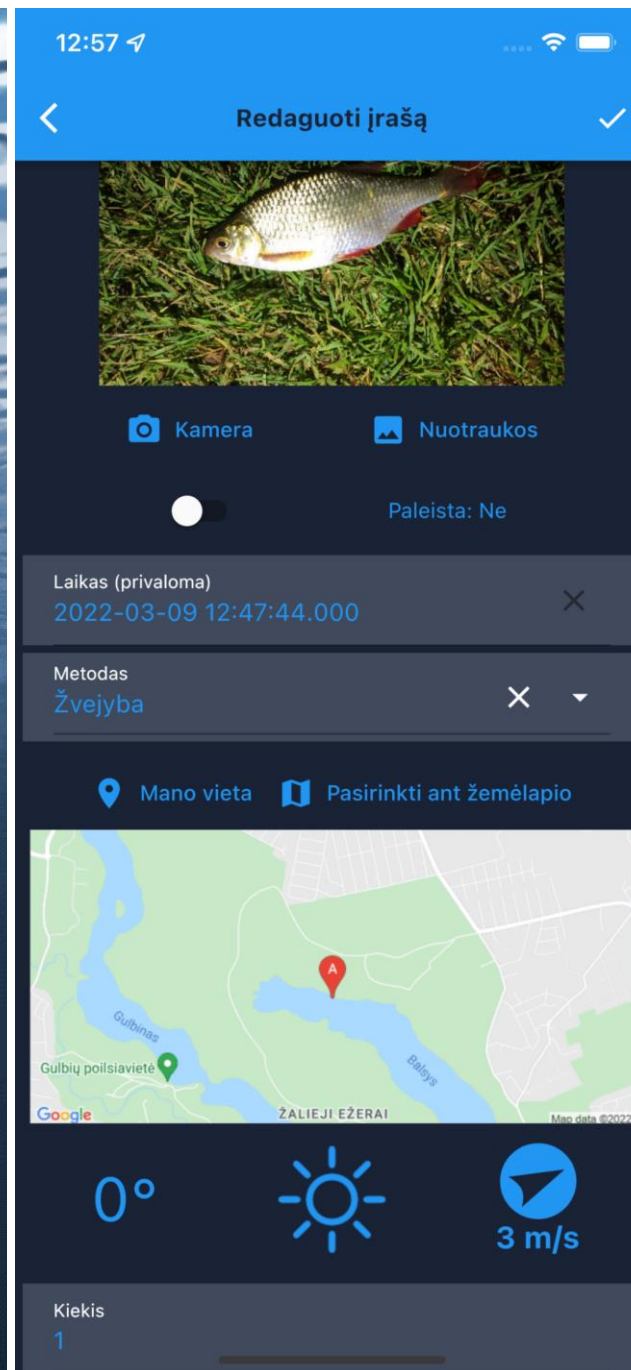 12:57
Redaguoti įrašą
Kamera
Nuotraukos
Paleista: Ne
Laikas (privaloma)
2022-03-09 12:47:44.000
Metodas
Žvejyba
Mano vieta
Pasirinkti ant žemėlapio
A
Gulbinas
Gulbių poilsiavietė
Balsys
ŽALIEJI EŽERAI
Google
Map data ©2022
0°
3 m/s
Kiekis
1